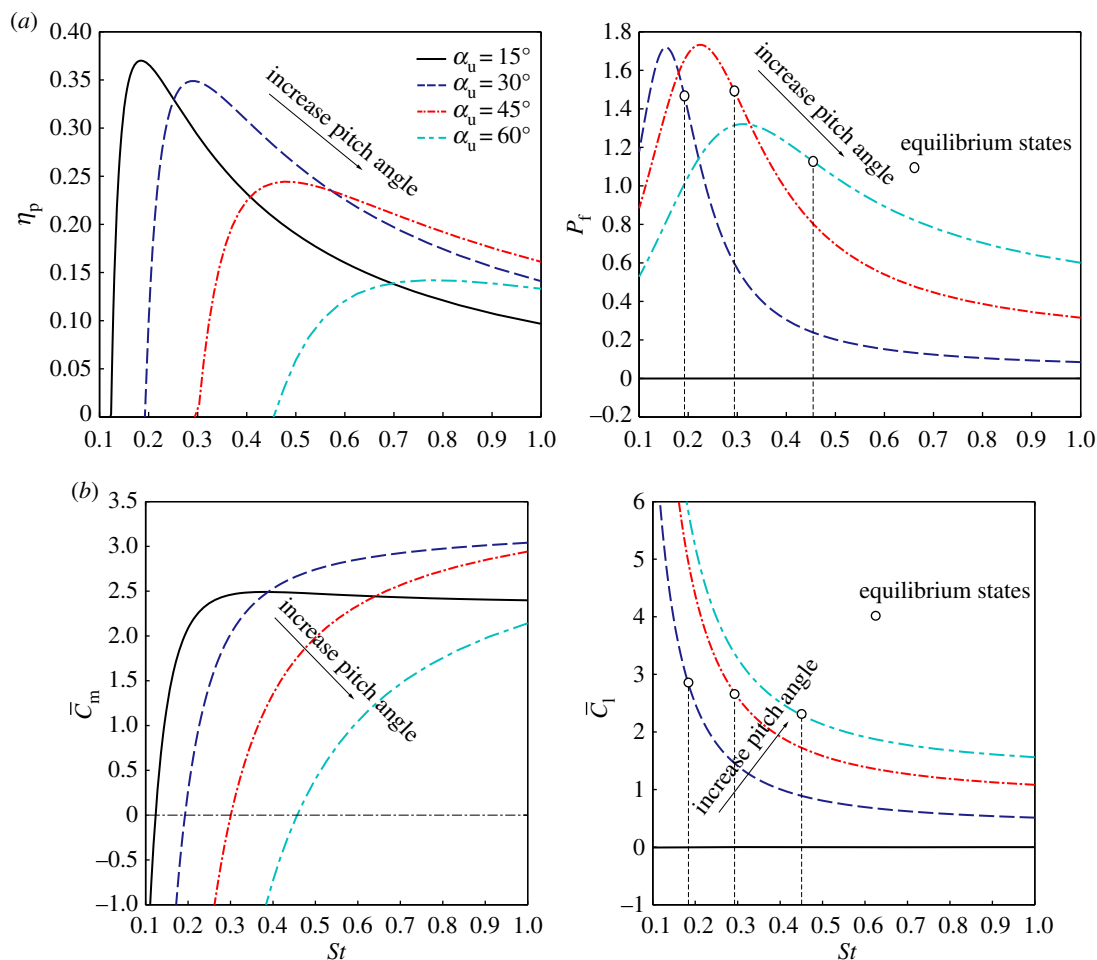 (a)
0.40
0.35
0.30
0.25
0.20
0.15
0.10
0.05
0
η_p
0.1 0.2 0.3 0.4 0.5 0.6 0.7 0.8 0.9 1.0
α_u = 15°
α_u = 30°
α_u = 45°
α_u = 60°
increase pitch angle
1.8
1.6
1.4
1.2
1.0
0.8
0.6
0.4
0.2
0
–0.2
P_f
0.1 0.2 0.3 0.4 0.5 0.6 0.7 0.8 0.9 1.0
increase pitch angle
equilibrium states
(b)
3.5
3.0
2.5
2.0
1.5
1.0
0.5
0
–0.5
–1.0
C̄_m
0.1 0.2 0.3 0.4 0.5 0.6 0.7 0.8 0.9 1.0
St
increase pitch angle
6
5
4
3
2
1
0
–1
C̄_l
0.1 0.2 0.3 0.4 0.5 0.6 0.7 0.8 0.9 1.0
St
increase pitch angle
equilibrium states